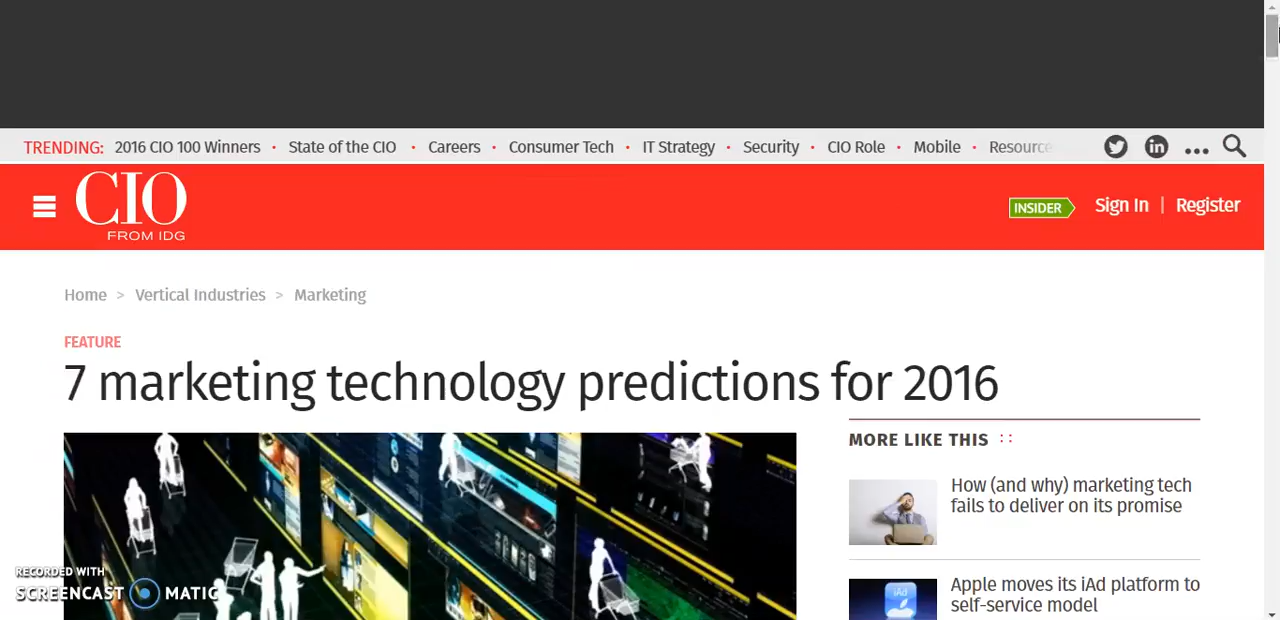 TRENDING: 2016 CIO 100 Winners • State of the CIO • Careers • Consumer Tech • IT Strategy • Security • CIO Role • Mobile • Resource
CIO
FROM IDG
INSIDER Sign In | Register
Home > Vertical Industries > Marketing
FEATURE
7 marketing technology predictions for 2016
MORE LIKE THIS
How (and why) marketing tech
fails to deliver on its promise
iAd
Apple moves its iAd platform to
self-service model
RECORDED WITH
SCREENCAST MATIC